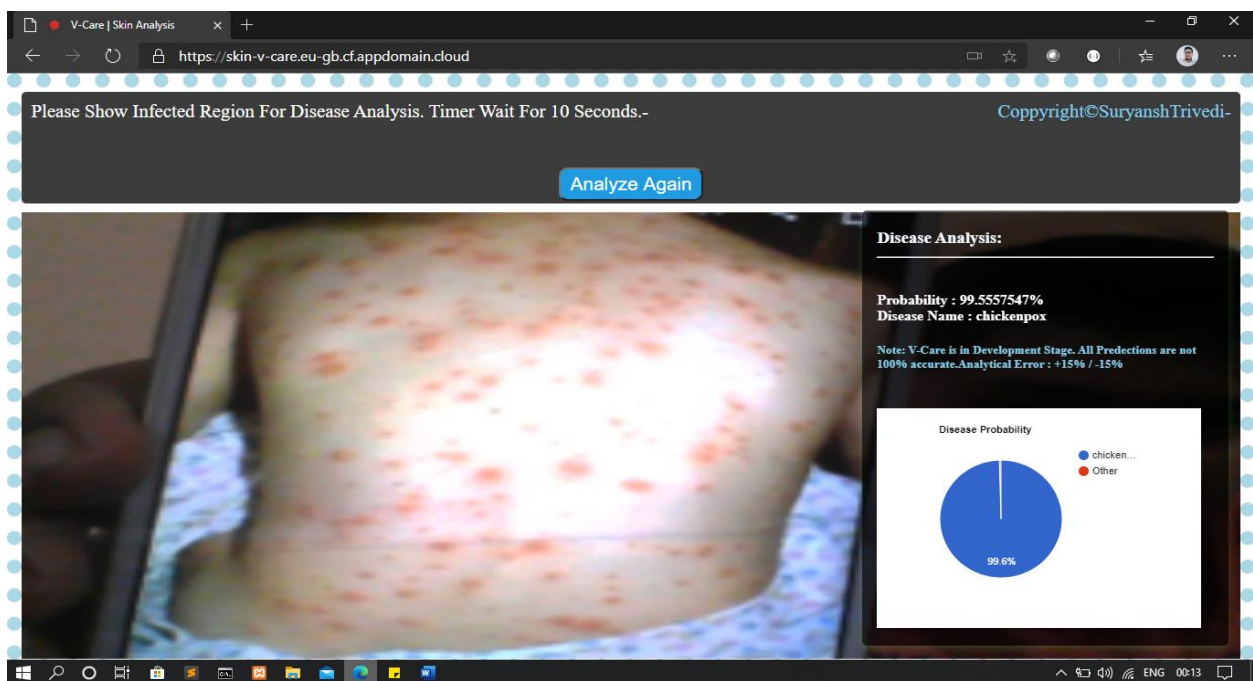 V-Care | Skin Analysis
https://skin-v-care.eu-gb.cf.appdomain.cloud
Please Show Infected Region For Disease Analysis. Timer Wait For 10 Seconds.-
Coppyright©SuryanshTrivedi-
Analyze Again
Disease Analysis:
Probability : 99.5557547%
Disease Name : chickenpox
Note: V-Care is in Development Stage. All Predections are not
100% accurate.Analytical Error : +15% / -15%
Disease Probability
chicken...
Other
99.6%
ENG 00:13